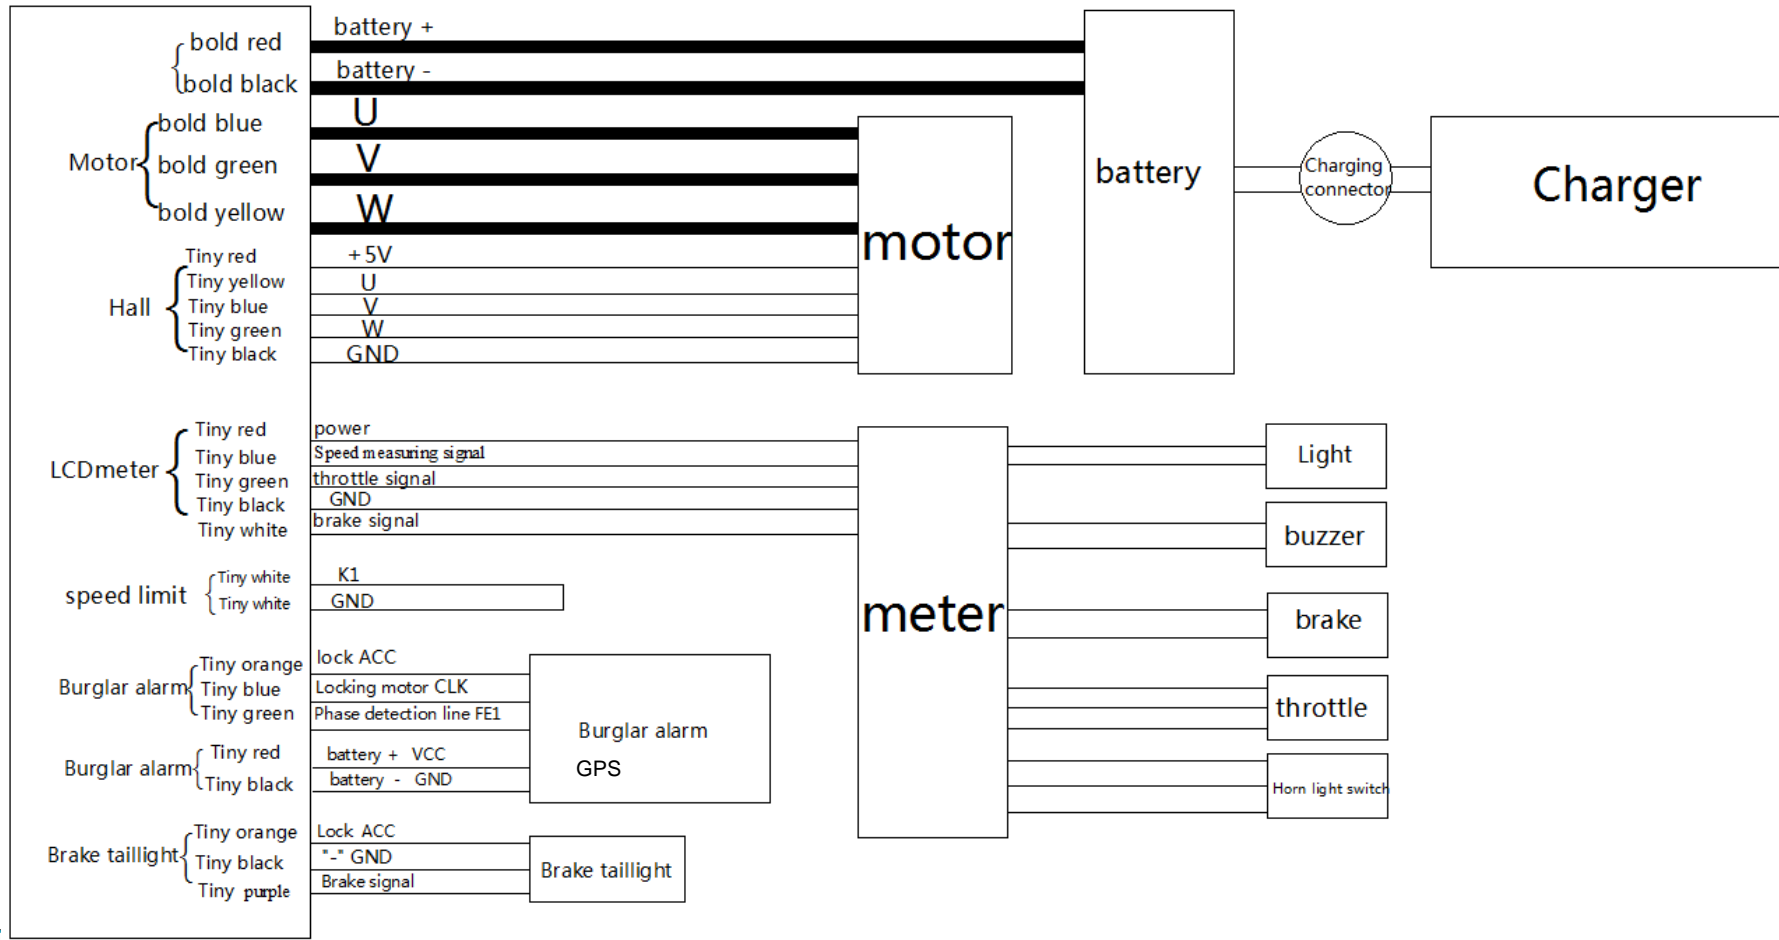 bold red
battery +
bold black
battery -
Motor
bold blue
U
bold green
V
bold yellow
W
motor
battery
Charging
connector
Charger
Hall
Tiny red
+5V
Tiny yellow
U
Tiny blue
V
Tiny green
W
Tiny black
GND
LCDmeter
Tiny red
power
Tiny blue
Speed measuring signal
Tiny green
throttle signal
Tiny black
GND
Tiny white
brake signal
meter
Light
buzzer
brake
throttle
Horn light switch
speed limit
Tiny white
K1
Tiny white
GND
Burglar alarm
Tiny orange
lock ACC
Tiny blue
Locking motor CLK
Tiny green
Phase detection line FE1
Burglar alarm
GPS
Burglar alarm
Tiny red
battery + VCC
Tiny black
battery - GND
Brake taillight
Tiny orange
Lock ACC
Tiny black
"-" GND
Tiny purple
Brake signal
Brake taillight